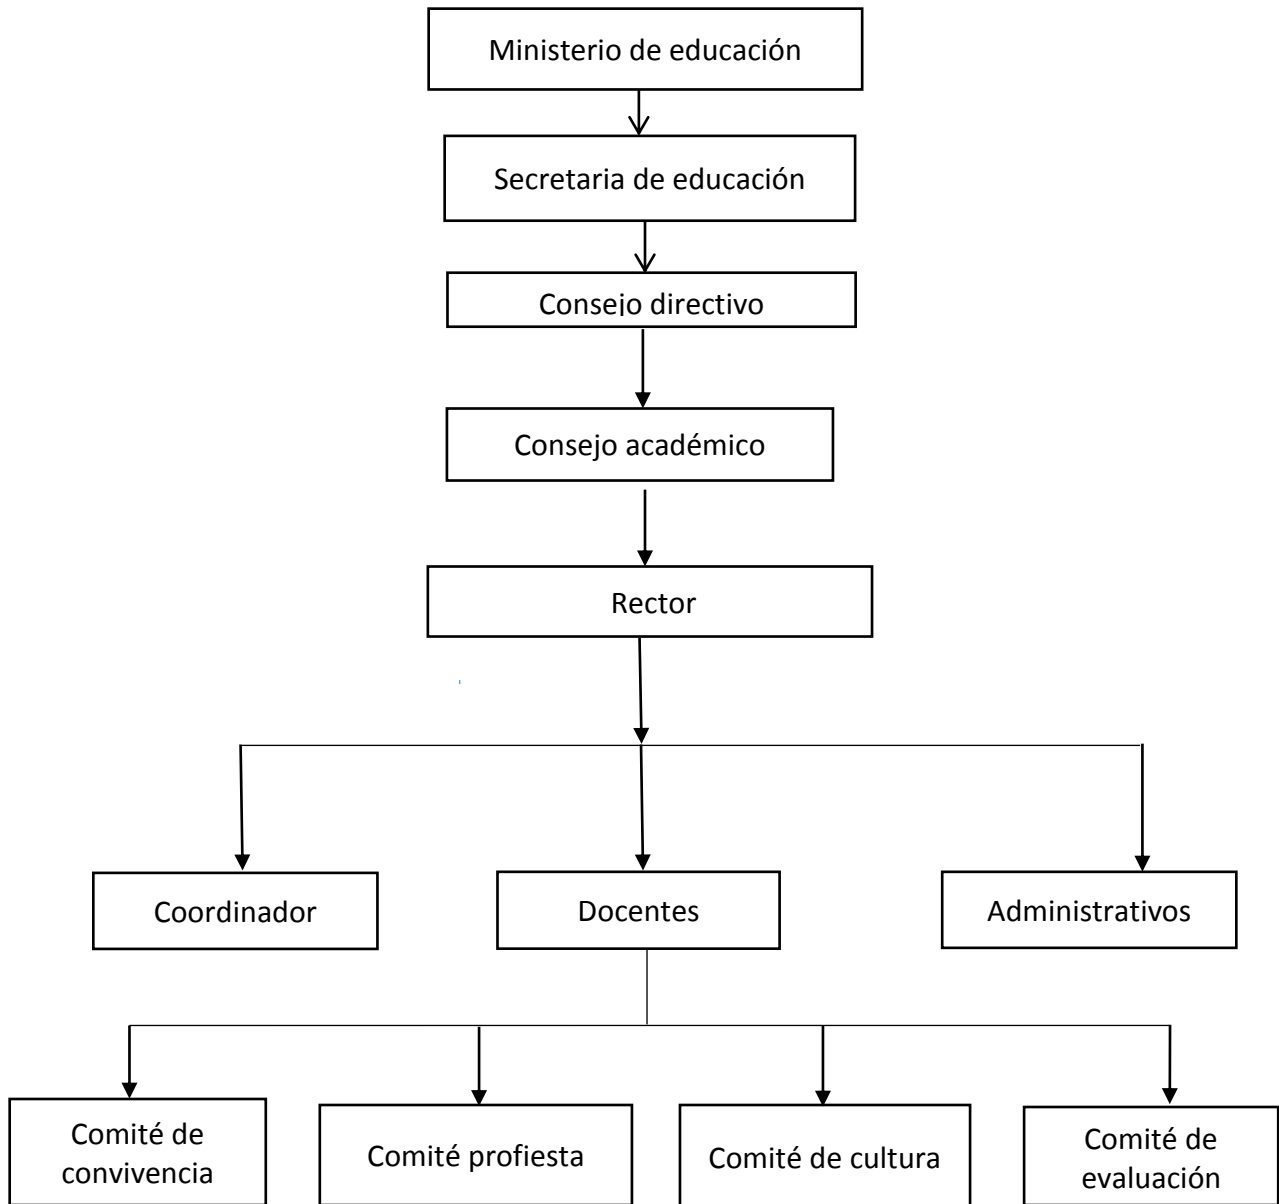 Ministerio de educación
Secretaria de educación
Consejo directivo
Consejo académico
Rector
Coordinador
Docentes
Administrativos
Comité de
convivencia
Comité profiesta
Comité de cultura
Comité de
evaluación